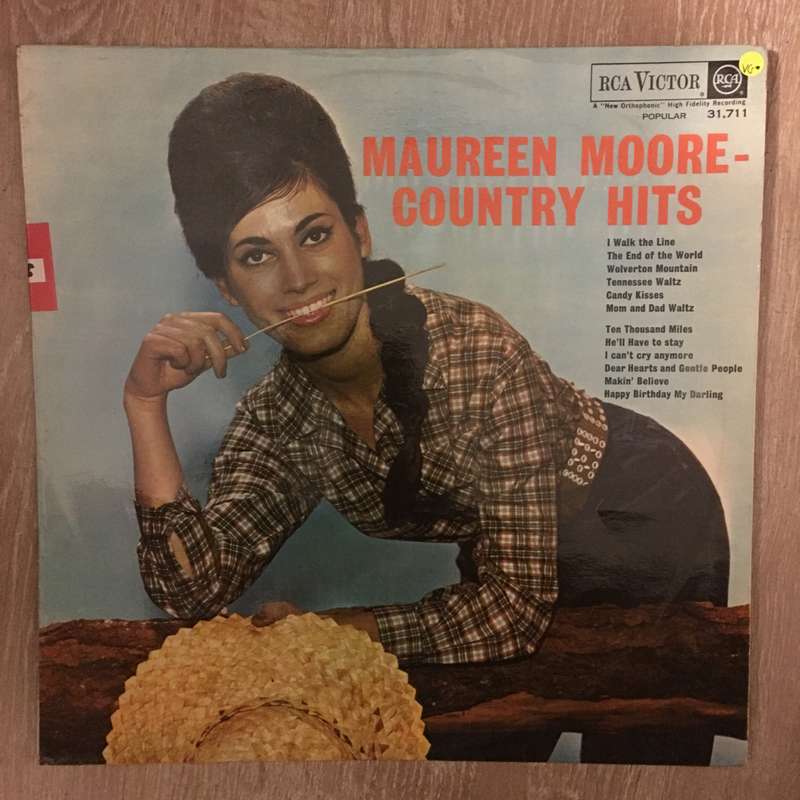 RCA VICTOR
RCA
VG+
A "New Orthophonic" High Fidelity Recording
POPULAR 31,711
MAUREEN MOORE-
COUNTRY HITS
I Walk the Line
The End of the World
Wolverton Mountain
Tennessee Waltz
Candy Kisses
Mom and Dad Waltz
Ten Thousand Miles
He'll Have to stay
I can't cry anymore
Dear Hearts and Gentle People
Makin' Believe
Happy Birthday My Darling